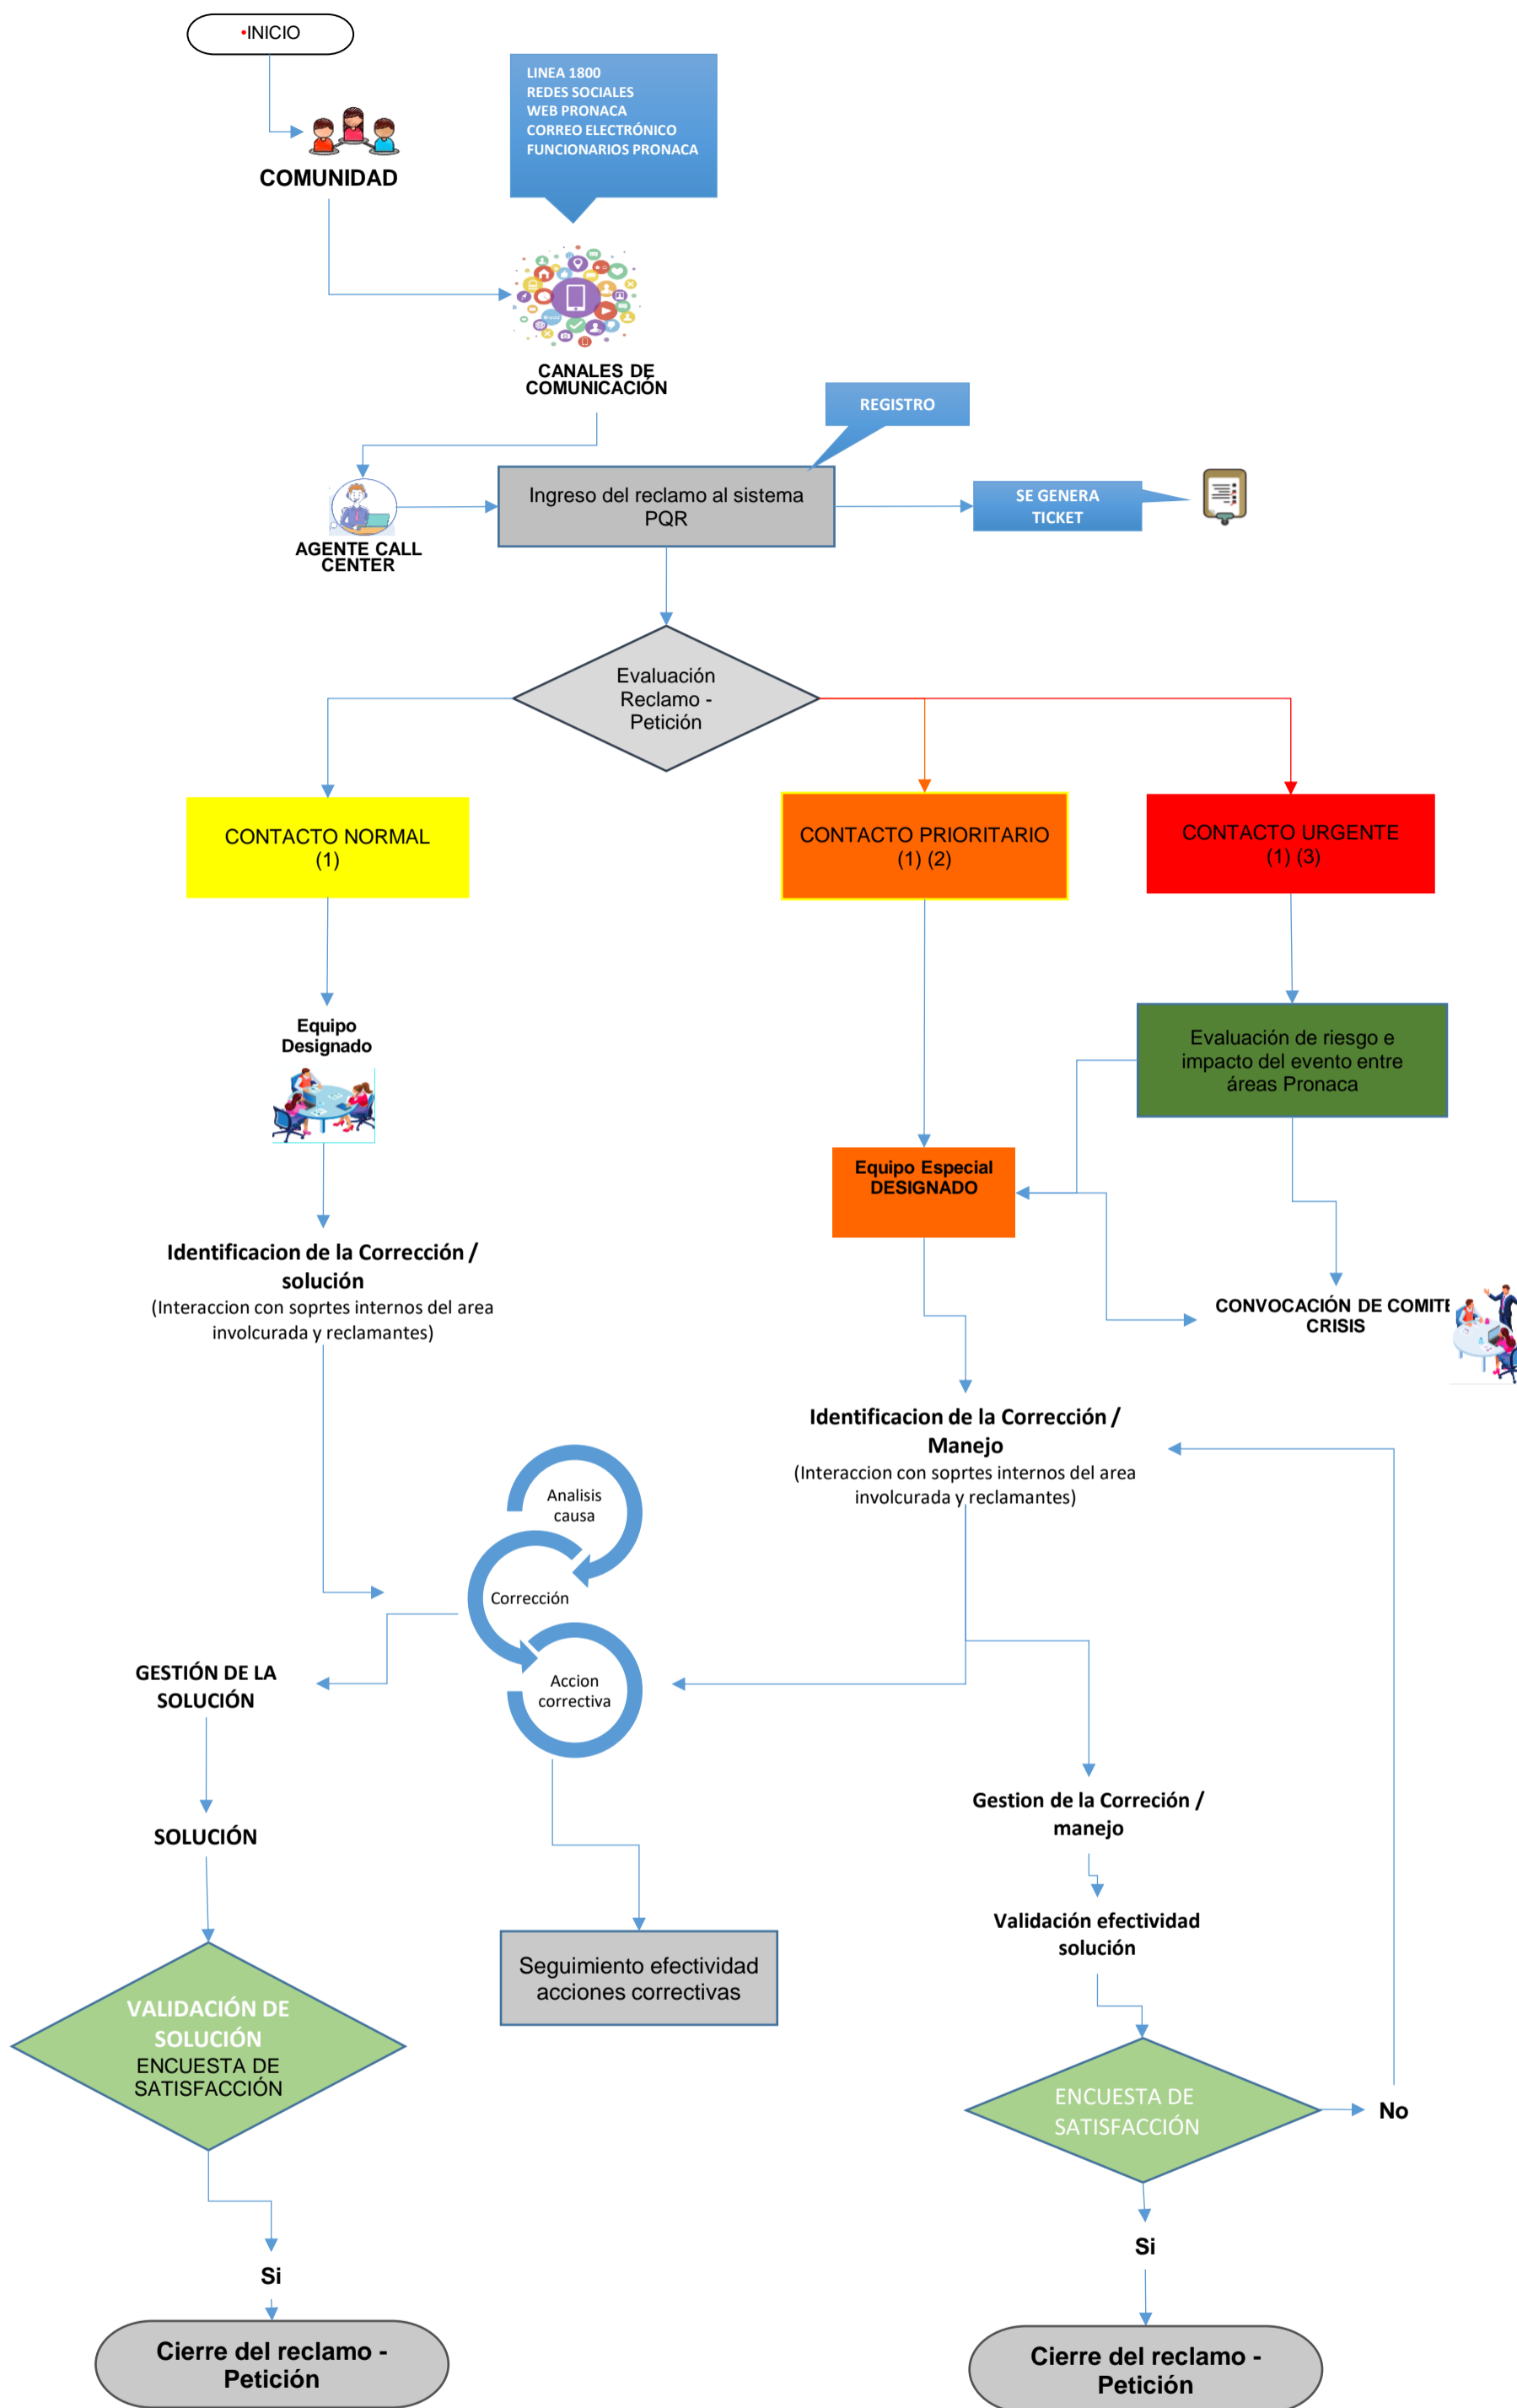 •INICIO
LINEA 1800
REDES SOCIALES
WEB PRONACA
CORREO ELECTRÓNICO
FUNCIONARIOS PRONACA
COMUNIDAD
CANALES DE
COMUNICACIÓN
REGISTRO
Ingreso del reclamo al sistema
PQR
SE GENERA
TICKET
AGENTE CALL
CENTER
Evaluación
Reclamo -
Petición
CONTACTO NORMAL
(1)
CONTACTO PRIORITARIO
(1) (2)
CONTACTO URGENTE
(1) (3)
Equipo
Designado
Evaluación de riesgo e
impacto del evento entre
áreas Pronaca
Equipo Especial
DESIGNADO
Identificacion de la Corrección /
solución
(Interaccion con soprtes internos del area
involcurada y reclamantes)
CONVOCACIÓN DE COMITE
CRISIS
Identificacion de la Corrección /
Manejo
(Interaccion con soprtes internos del area
involcurada y reclamantes)
Analisis
causa
Corrección
Accion
correctiva
GESTIÓN DE LA
SOLUCIÓN
Gestion de la Correción /
manejo
SOLUCIÓN
Validación efectividad
solución
Seguimiento efectividad
acciones correctivas
VALIDACIÓN DE
SOLUCIÓN
ENCUESTA DE
SATISFACCIÓN
ENCUESTA DE
SATISFACCIÓN
No
Si
Si
Cierre del reclamo -
Petición
Cierre del reclamo -
Petición